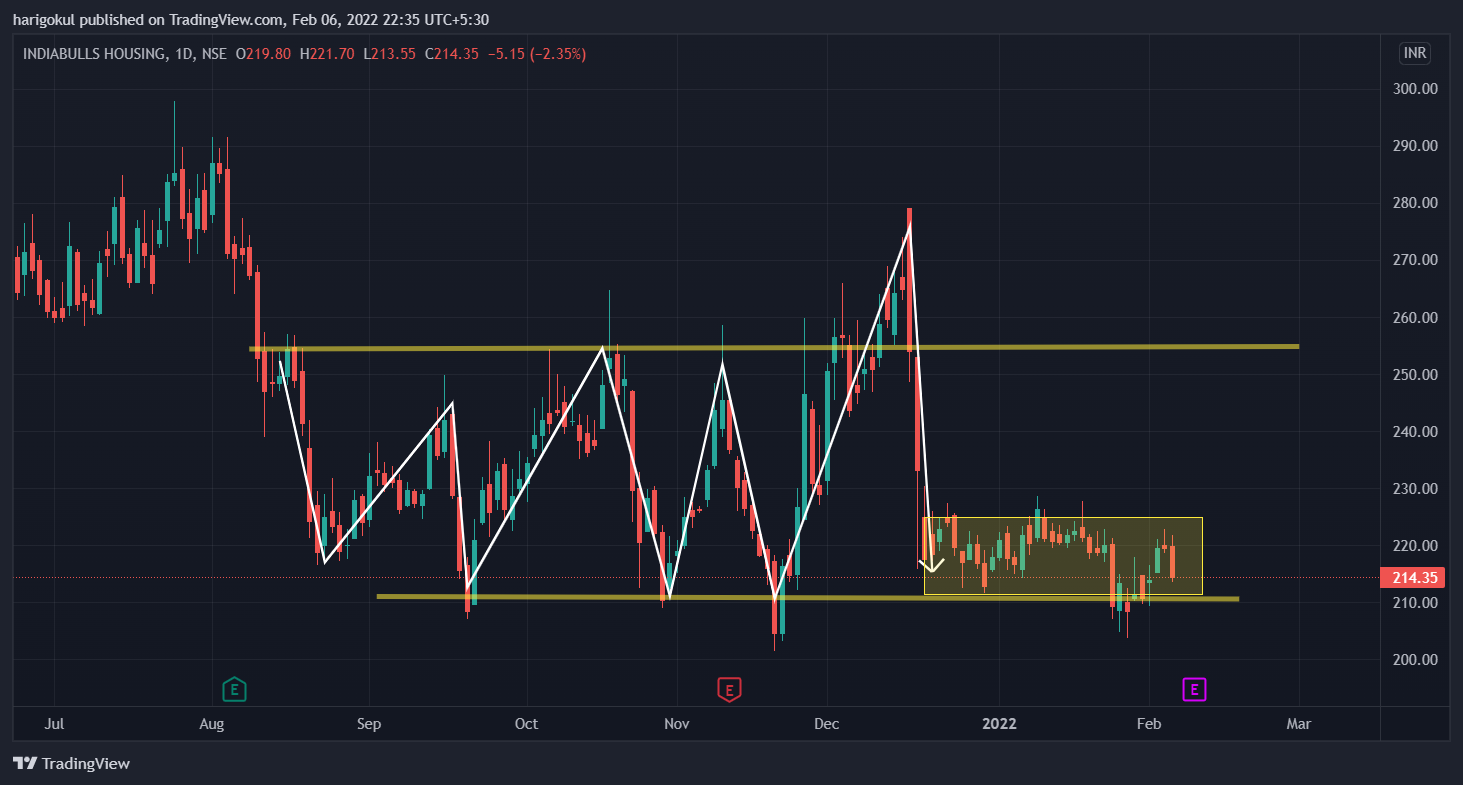 harigokul published on TradingView.com, Feb 06, 2022 22:35 UTC+5:30
INDIABULLS HOUSING, 1D, NSE O219.80 H221.70 L213.55 C214.35 −5.15 (−2.35%)
INR
300.00
290.00
280.00
270.00
260.00
250.00
240.00
230.00
220.00
214.35
210.00
200.00
E E E
Jul Aug Sep Oct Nov Dec 2022 Feb Mar
TradingView